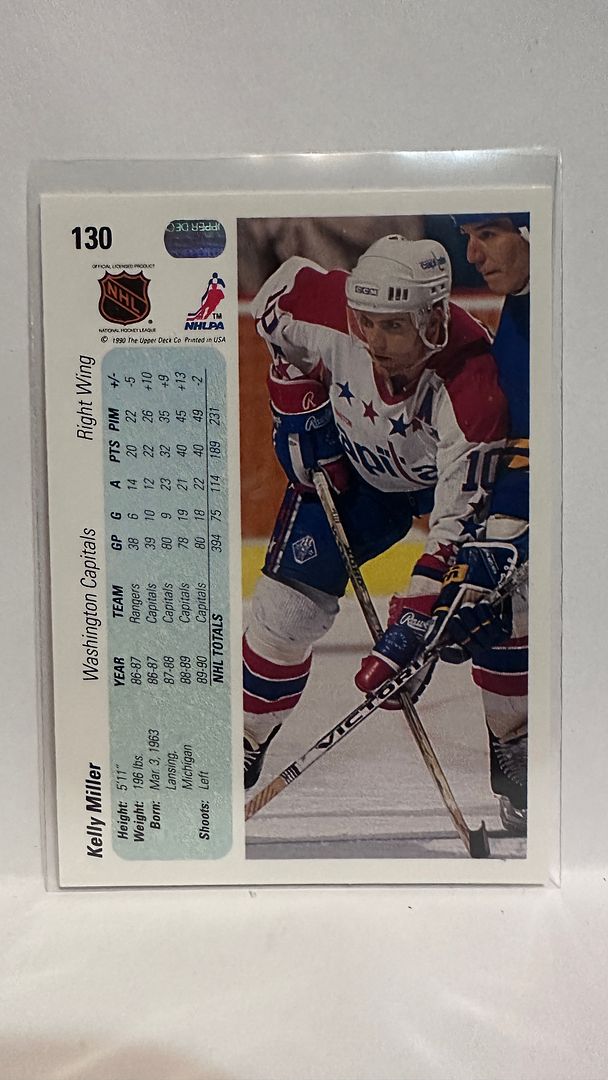 130
UPPER DEC
OFFICIAL LICENSED PRODUCT
NHL
®
NATIONAL HOCKEY LEAGUE
TM
NHLPA
© 1990 The Upper Deck Co. Printed in USA
Kelly Miller Washington Capitals Right Wing
Height: 5'11"
Weight: 196 lbs.
Born: Mar. 3, 1963
Lansing,
Michigan
Shoots: Left
YEAR TEAM GP G A PTS PIM +/-
86-87 Rangers 38 6 14 20 22 -5
86-87 Capitals 39 10 12 22 26 +10
87-88 Capitals 80 9 23 32 35 +9
88-89 Capitals 78 19 21 40 45 +13
89-90 Capitals 80 18 22 40 49 -2
NHL TOTALS 394 75 114 189 231
CCM
A
10
R
VICTORI